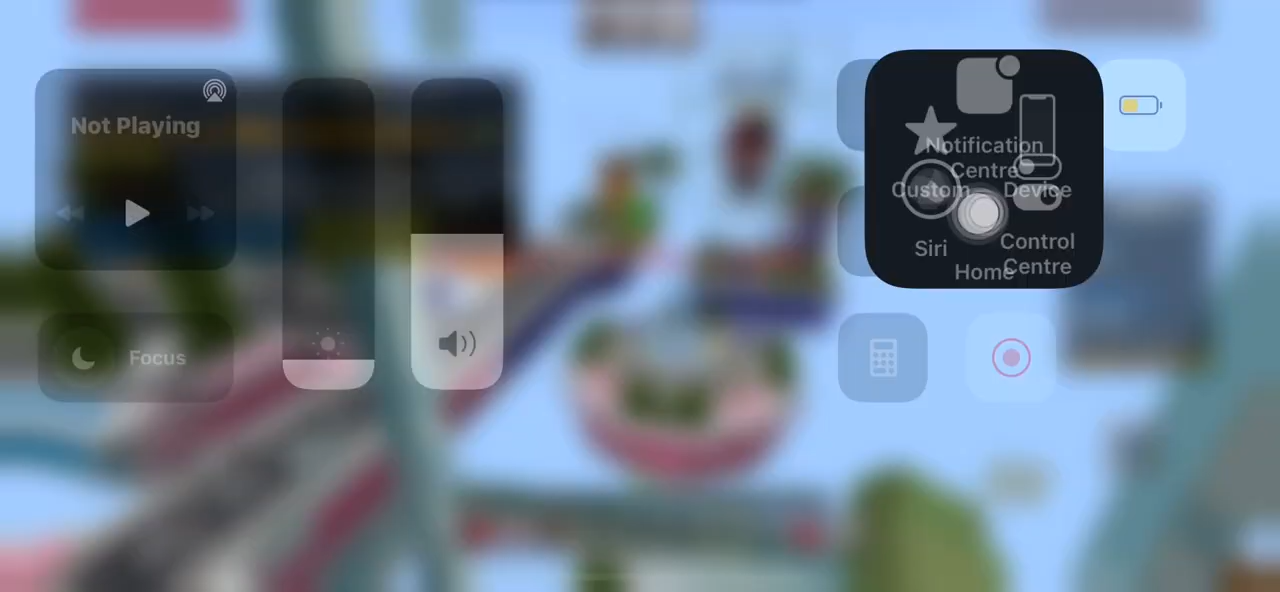 Not Playing
Focus
Notification
Centre
Custom
Device
Siri
Control
Centre
Home